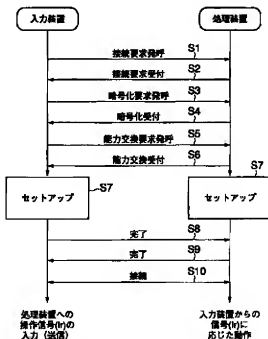 入力装置
処理装置
接続要求発呼
S1
接続要求受付
S2
暗号化要求発呼
S3
暗号化受付
S4
能力交換要求発呼
S5
能力交換受付
S6
S7
セットアップ
S7
セットアップ
完了
S8
完了
S9
接続
S10
処理装置への
操作信号(Ir)の
入力（送信）
入力装置からの
信号(Ir)に
応じた動作